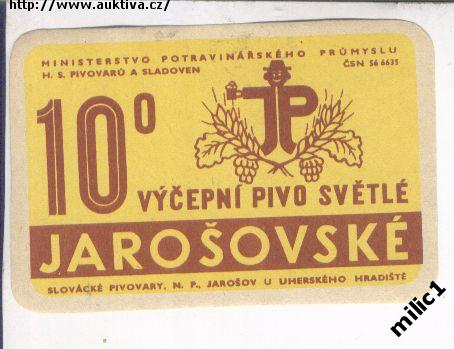 http://www.auktiva.cz/
MINISTERSTVO POTRAVINÁŘSKÉHO PRŮMYSLU
H. S. PIVOVARŮ A SLADOVEN
ČSN 56 6635
10°
JP
VÝČEPNÍ PIVO SVĚTLÉ
JAROŠOVSKÉ
SLOVÁCKÉ PIVOVARY, N. P., JAROŠOV U UHERSKÉHO HRADIŠTĚ
milic1